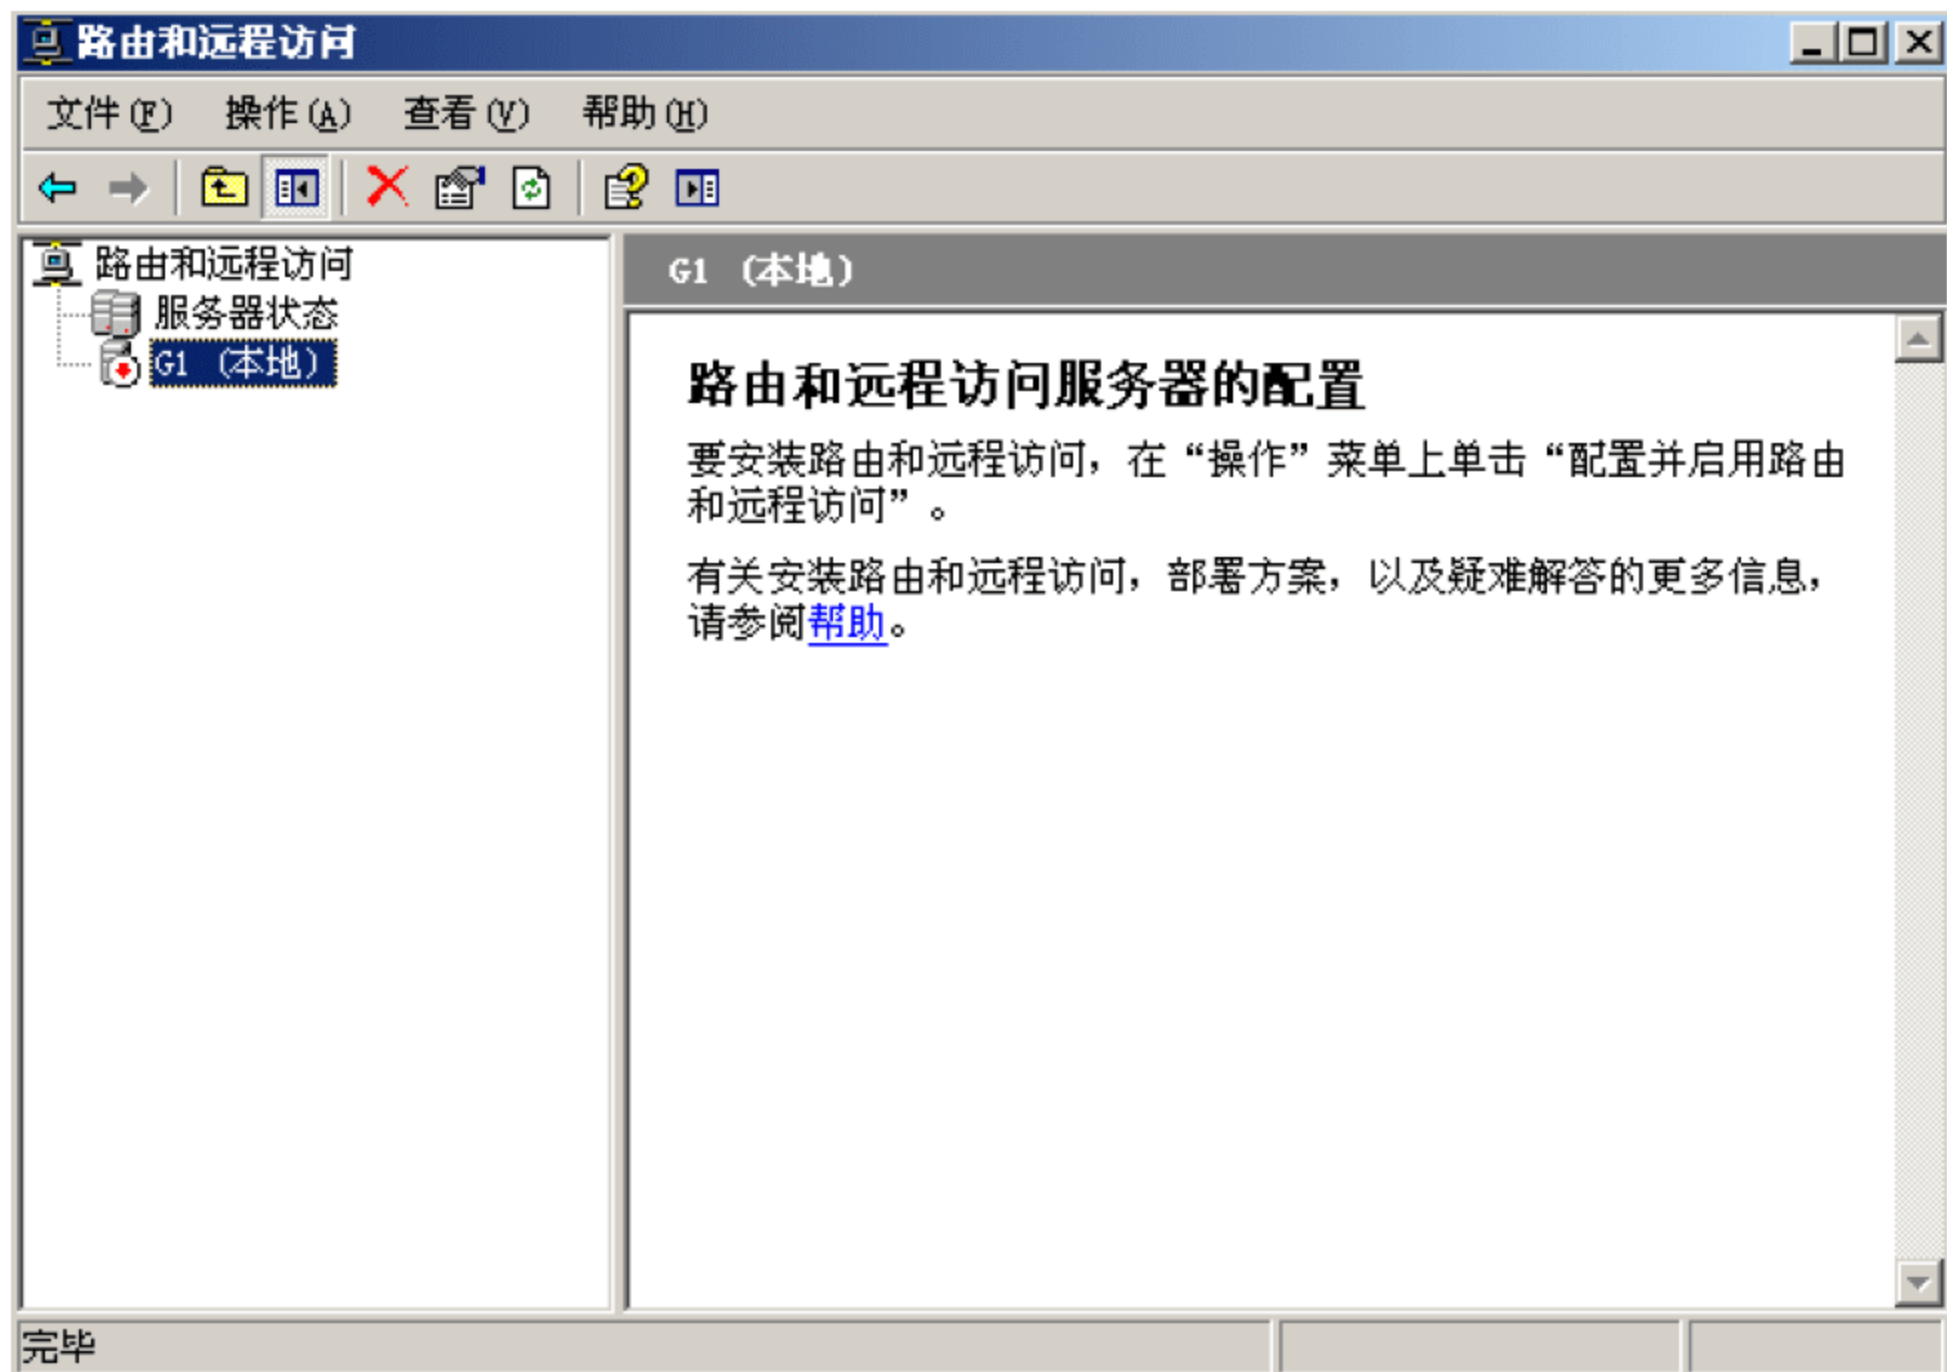 路由和远程访问
文件(F) 操作(A) 查看(V) 帮助(H)
路由和远程访问
服务器状态
G1 (本地)
G1 (本地)
路由和远程访问服务器的配置
要安装路由和远程访问，在“操作”菜单上单击“配置并启用路由
和远程访问”。
有关安装路由和远程访问，部署方案，以及疑难解答的更多信息，
请参阅帮助。
完毕